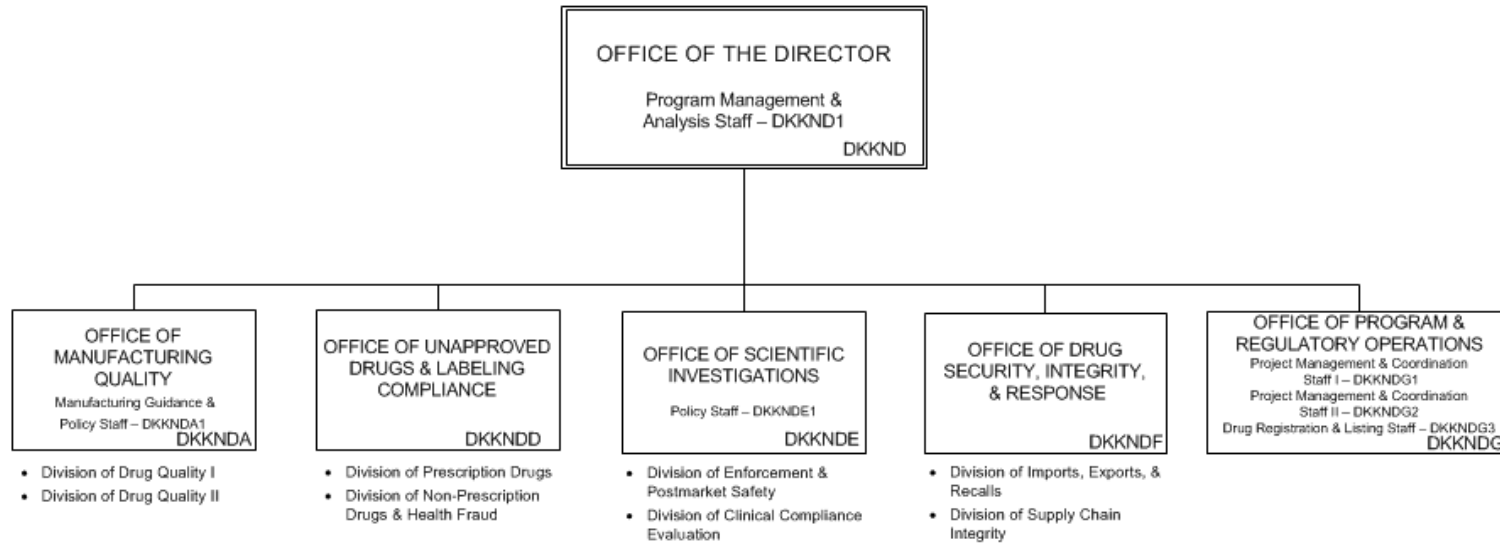 OFFICE OF THE DIRECTOR
Program Management &
Analysis Staff – DKKND1
DKKND
OFFICE OF
MANUFACTURING
QUALITY
Manufacturing Guidance &
Policy Staff – DKKNDA1
DKKNDA
• Division of Drug Quality I
• Division of Drug Quality II
OFFICE OF UNAPPROVED
DRUGS & LABELING
COMPLIANCE
DKKNDD
• Division of Prescription Drugs
• Division of Non-Prescription
Drugs & Health Fraud
OFFICE OF SCIENTIFIC
INVESTIGATIONS
Policy Staff – DKKNDE1
DKKNDE
• Division of Enforcement &
Postmarket Safety
• Division of Clinical Compliance
Evaluation
OFFICE OF DRUG
SECURITY, INTEGRITY,
& RESPONSE
DKKNDF
• Division of Imports, Exports, &
Recalls
• Division of Supply Chain
Integrity
OFFICE OF PROGRAM &
REGULATORY OPERATIONS
Project Management & Coordination
Staff I – DKKNDG1
Project Management & Coordination
Staff II – DKKNDG2
Drug Registration & Listing Staff – DKKNDG3
DKKNDG